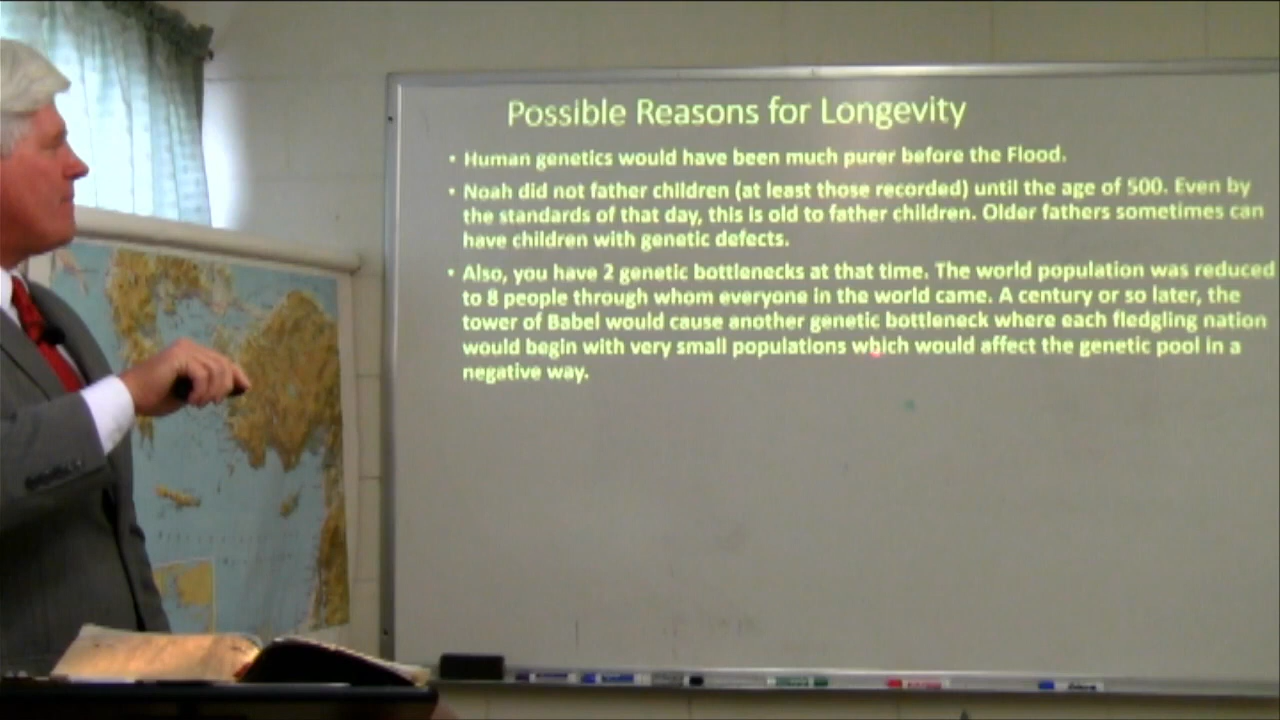 Possible Reasons for Longevity
• Human genetics would have been much purer before the Flood.
• Noah did not father children (at least those recorded) until the age of 500. Even by
the standards of that day, this is old to father children. Older fathers sometimes can
have children with genetic defects.
• Also, you have 2 genetic bottlenecks at that time. The world population was reduced
to 8 people through whom everyone in the world came. A century or so later, the
tower of Babel would cause another genetic bottleneck where each fledgling nation
would begin with very small populations which would affect the genetic pool in a
negative way.